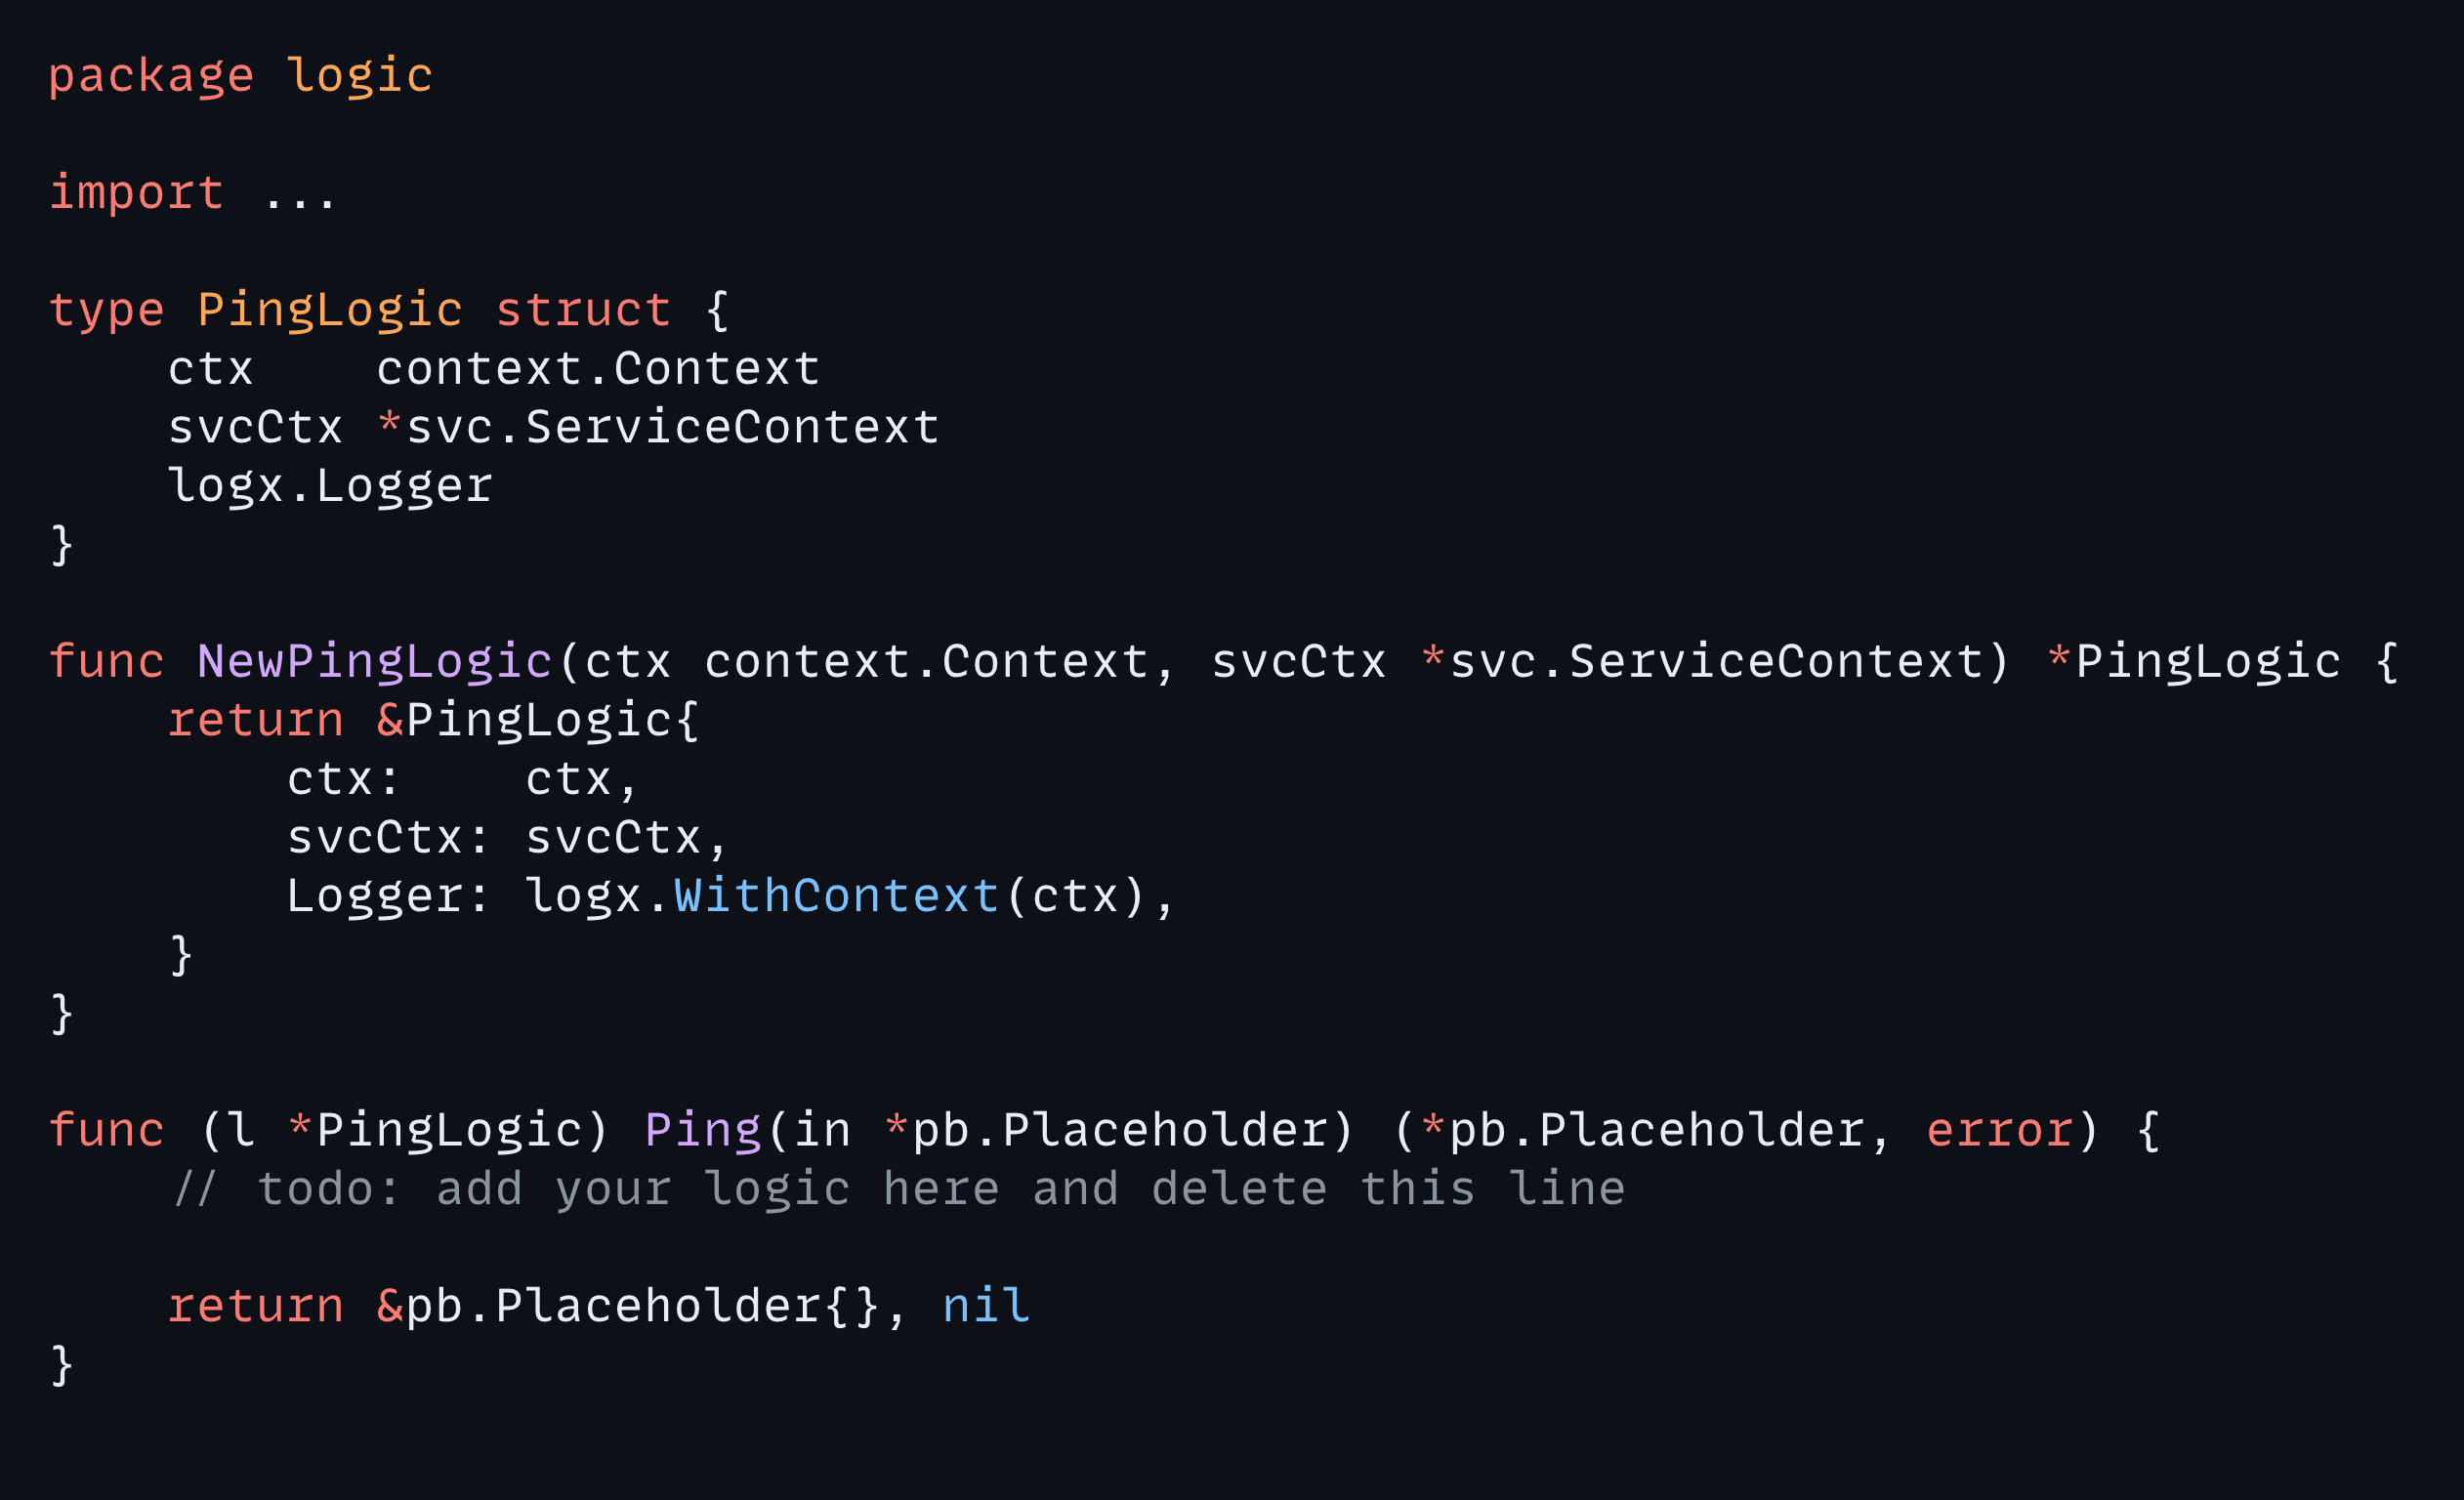 package logic

import ...

type PingLogic struct {
    ctx    context.Context
    svcCtx *svc.ServiceContext
    logx.Logger
}

func NewPingLogic(ctx context.Context, svcCtx *svc.ServiceContext) *PingLogic {
    return &PingLogic{
        ctx:    ctx,
        svcCtx: svcCtx,
        Logger: logx.WithContext(ctx),
    }
}

func (l *PingLogic) Ping(in *pb.Placeholder) (*pb.Placeholder, error) {
    // todo: add your logic here and delete this line

    return &pb.Placeholder{}, nil
}